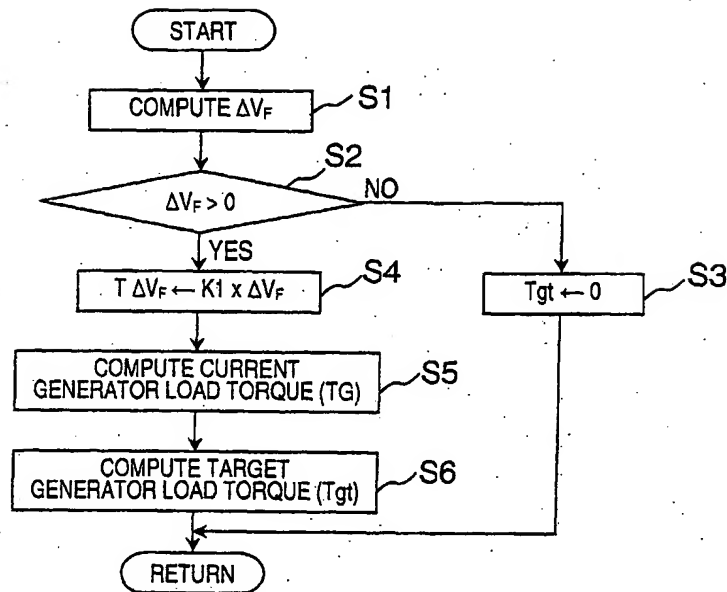 START
COMPUTE ΔVF
S1
S2
ΔVF > 0
NO
YES
T ΔVF ← K1 x ΔVF
S4
Tgt ← 0
S3
COMPUTE CURRENT
GENERATOR LOAD TORQUE (TG)
S5
COMPUTE TARGET
GENERATOR LOAD TORQUE (Tgt)
S6
RETURN